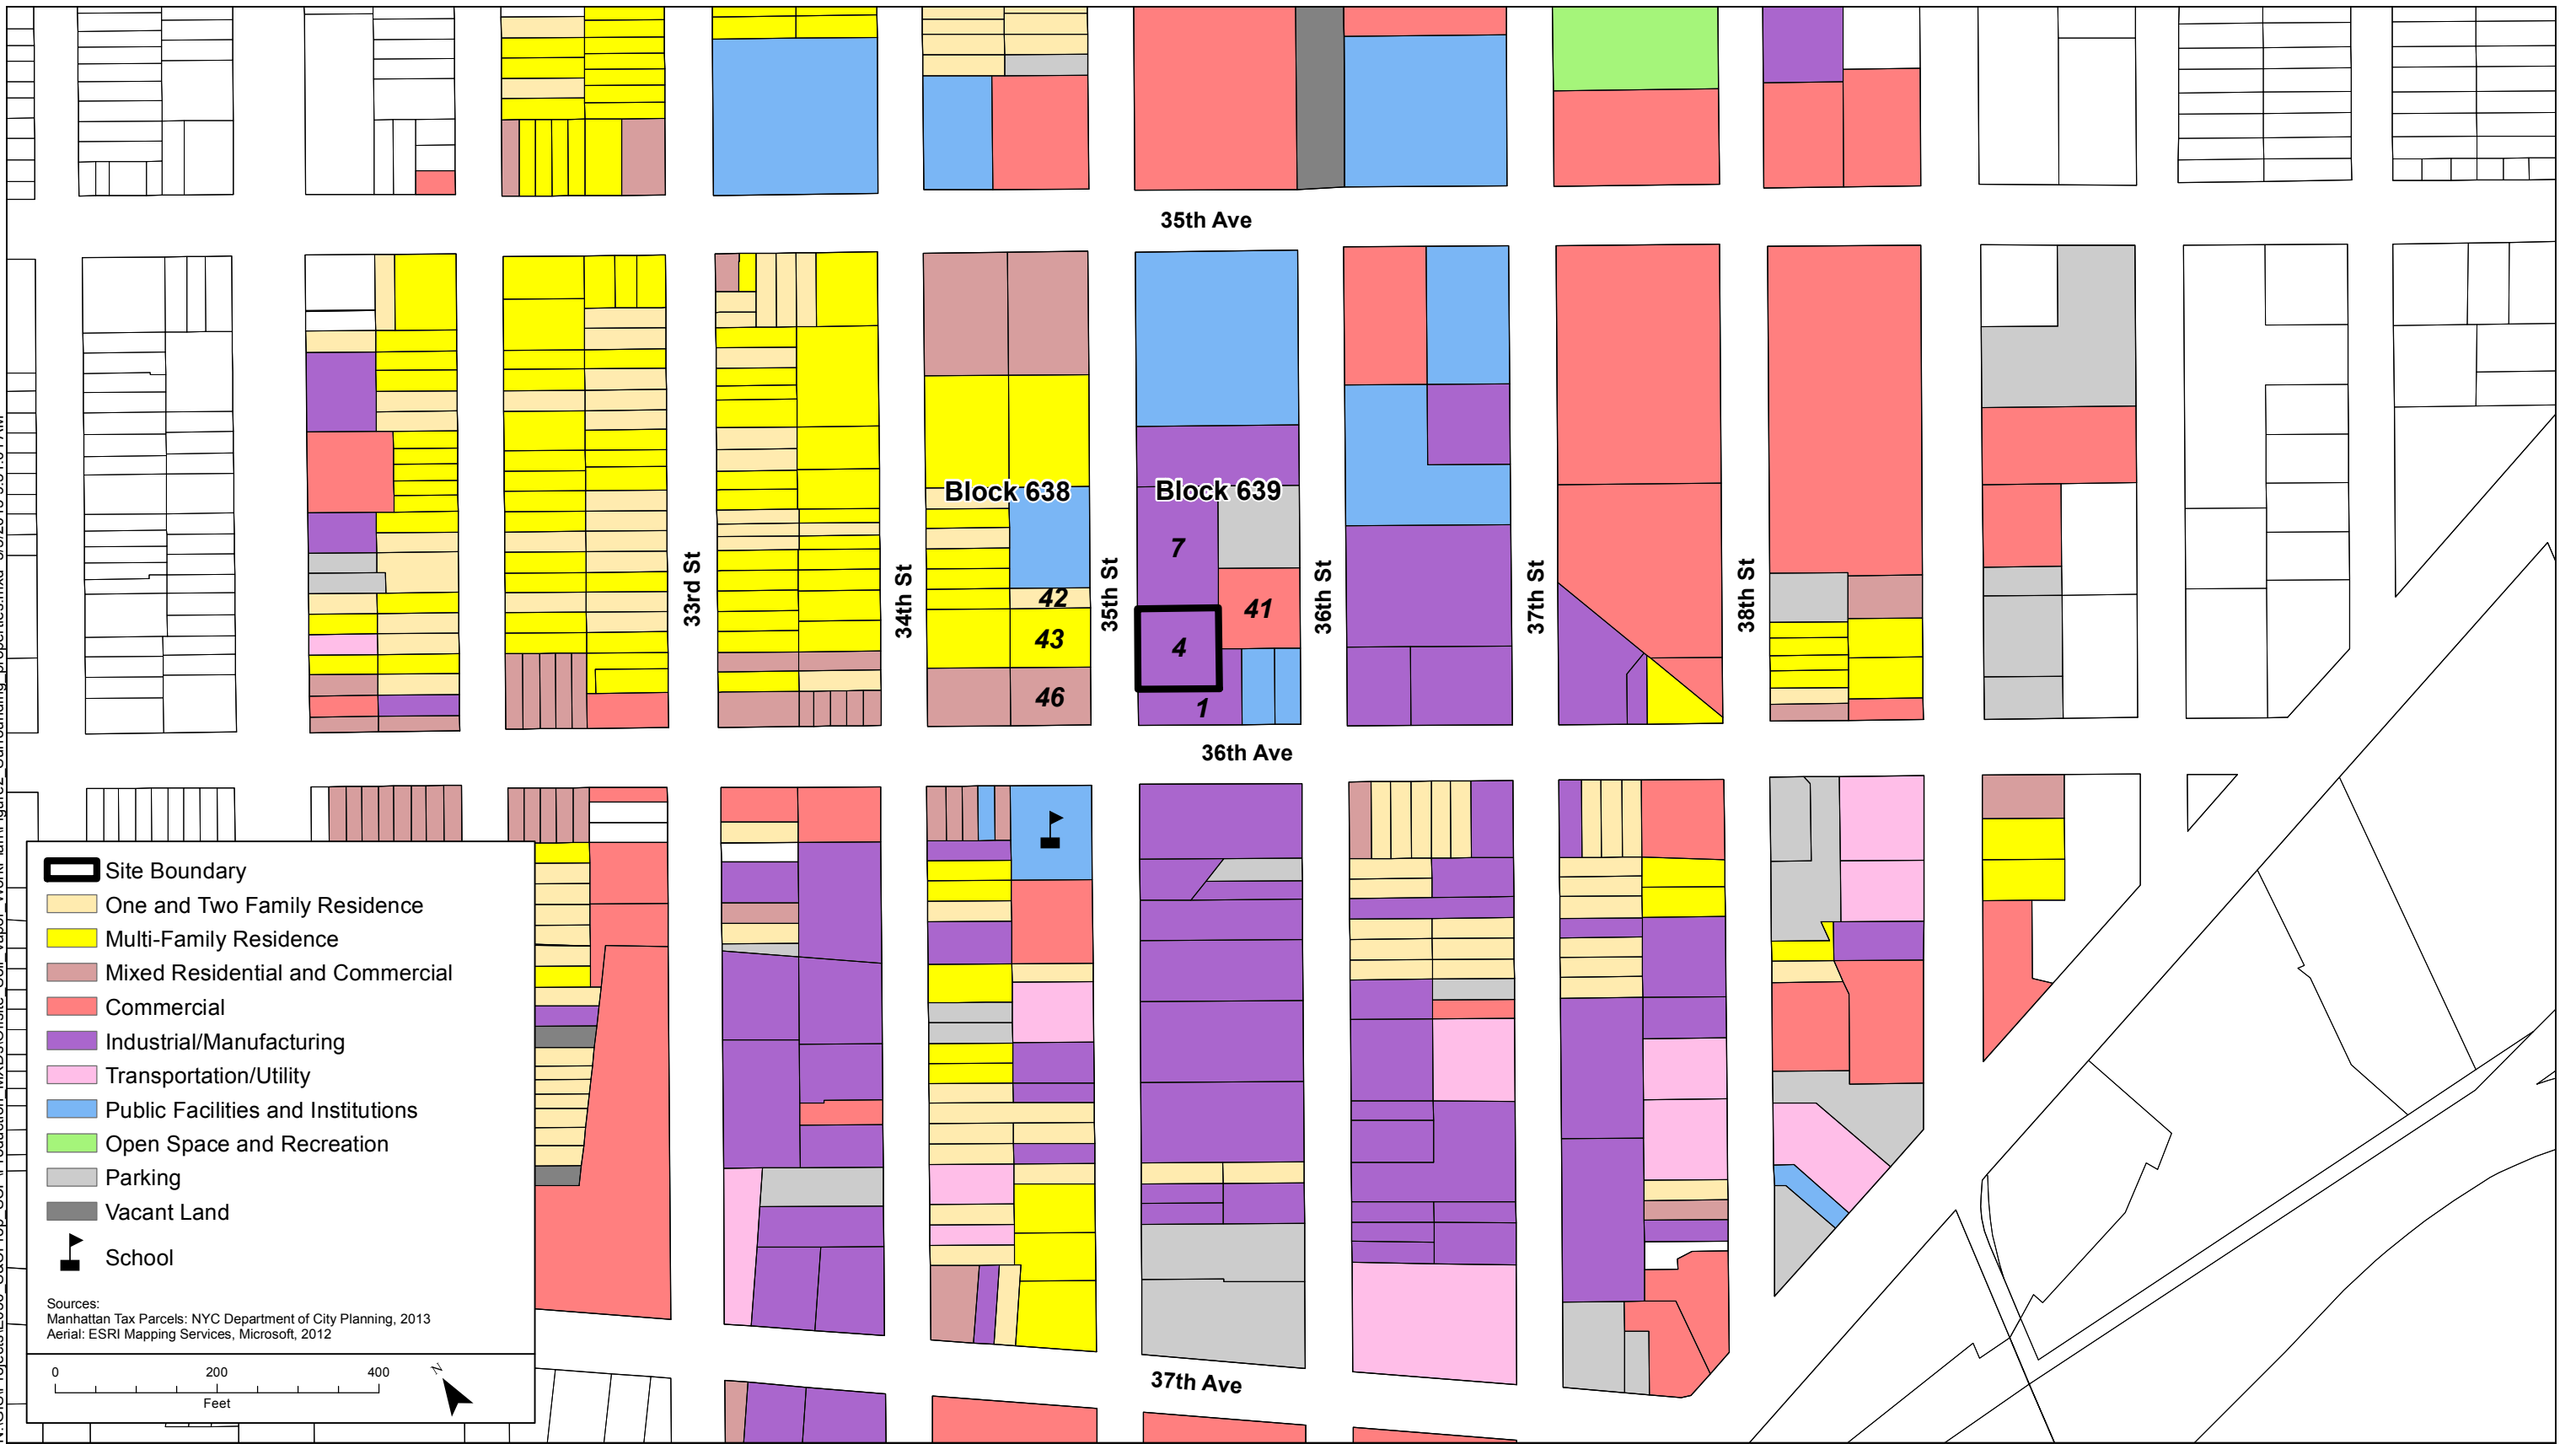 35th Ave
Block 638
Block 639
7
33rd St
34th St
35th St
36th St
37th St
38th St
42
41
43
4
46
1
36th Ave
Site Boundary
One and Two Family Residence
Multi-Family Residence
Mixed Residential and Commercial
Commercial
Industrial/Manufacturing
Transportation/Utility
Public Facilities and Institutions
Open Space and Recreation
Parking
Vacant Land
School
Sources:
Manhattan Tax Parcels: NYC Department of City Planning, 2013
Aerial: ESRI Mapping Services, Microsoft, 2012
0 200 400
Feet
N
37th Ave